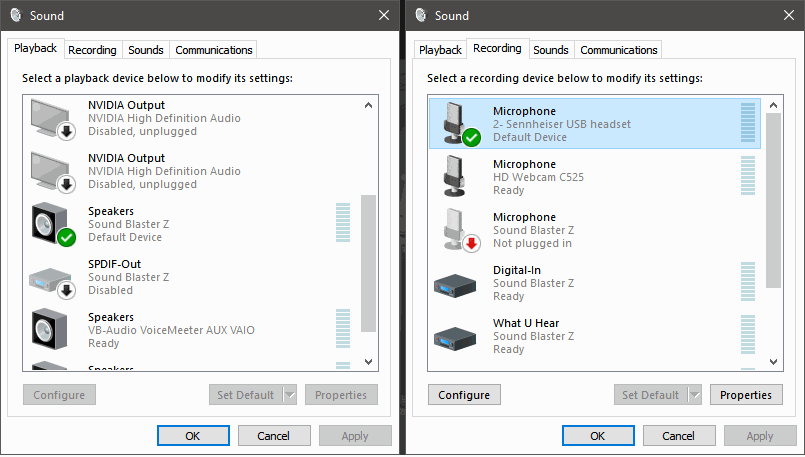 Sound
Playback Recording Sounds Communications
Select a playback device below to modify its settings:
NVIDIA Output
NVIDIA High Definition Audio
Disabled, unplugged
NVIDIA Output
NVIDIA High Definition Audio
Disabled, unplugged
Speakers
Sound Blaster Z
Default Device
SPDIF-Out
Sound Blaster Z
Disabled
Speakers
VB-Audio VoiceMeeter AUX VAIO
Ready
Speakers
Configure Set Default Properties
OK Cancel Apply
Sound
Playback Recording Sounds Communications
Select a recording device below to modify its settings:
Microphone
2- Sennheiser USB headset
Default Device
Microphone
HD Webcam C525
Ready
Microphone
Sound Blaster Z
Not plugged in
Digital-In
Sound Blaster Z
Ready
What U Hear
Sound Blaster Z
Ready
Configure Set Default Properties
OK Cancel Apply